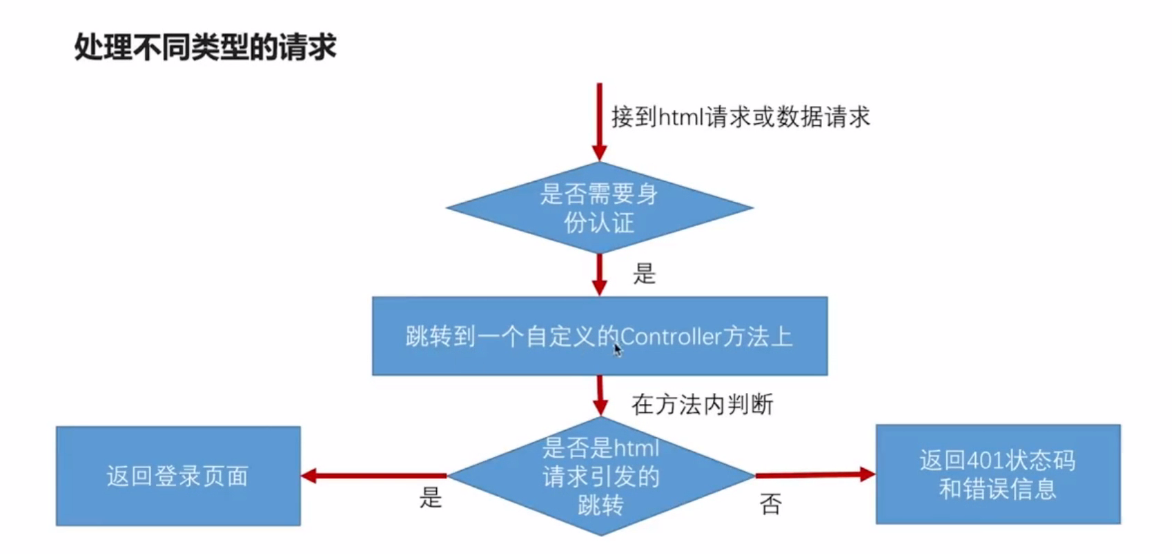 处理不同类型的请求
接到html请求或数据请求
是否需要身
份认证
是
跳转到一个自定义的Controller方法上
在方法内判断
是否是html
请求引发的
跳转
返回登录页面
是
否
返回401状态码
和错误信息